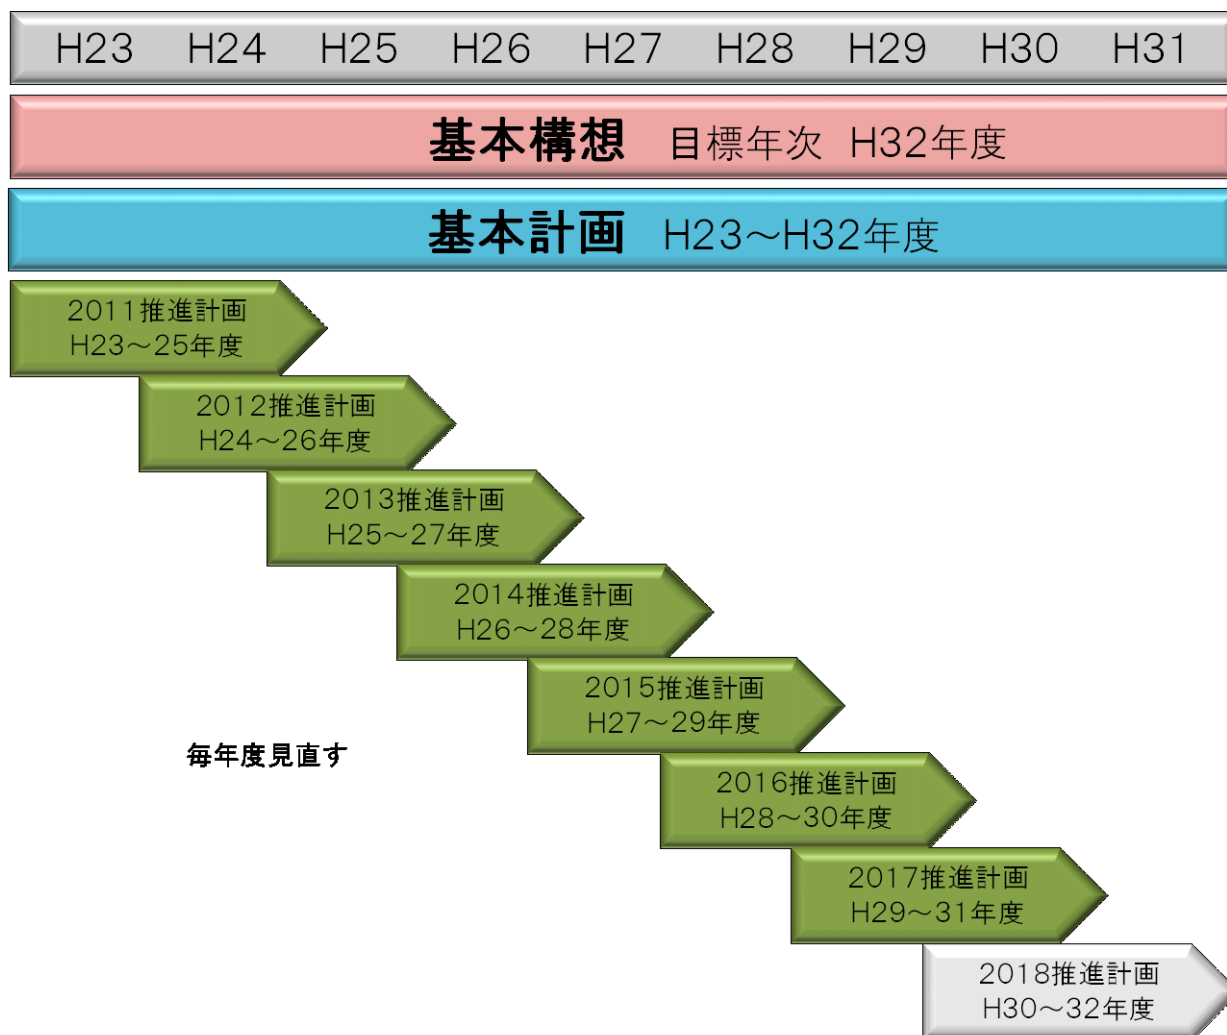 H23 H24 H25 H26 H27 H28 H29 H30 H31
基本構想 目標年次 H32年度
基本計画 H23～H32年度
2011推進計画
H23～25年度
2012推進計画
H24～26年度
2013推進計画
H25～27年度
2014推進計画
H26～28年度
2015推進計画
H27～29年度
毎年度見直す
2016推進計画
H28～30年度
2017推進計画
H29～31年度
2018推進計画
H30～32年度